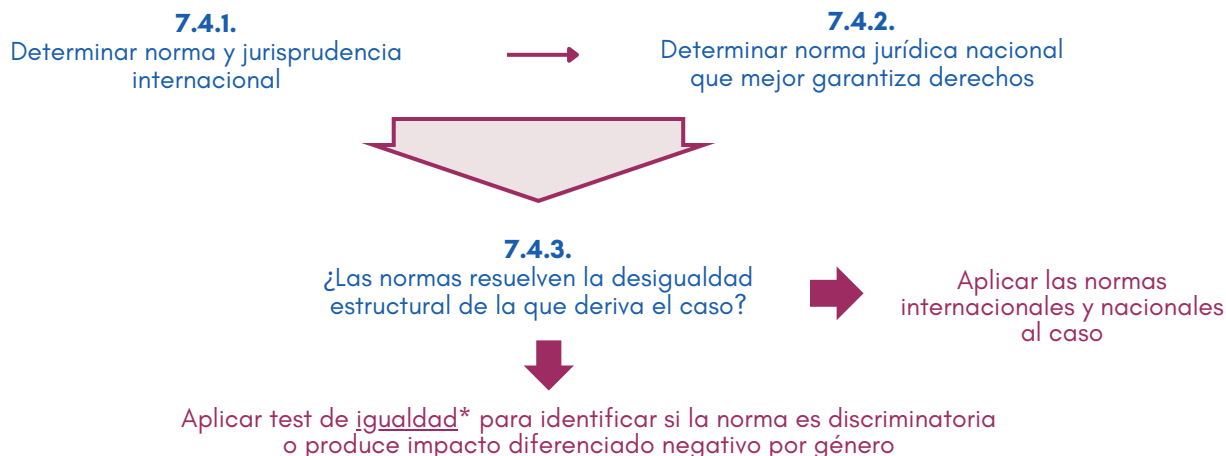 7.4.1.
Determinar norma y jurisprudencia
internacional
7.4.2.
Determinar norma jurídica nacional
que mejor garantiza derechos
7.4.3.
¿Las normas resuelven la desigualdad
estructural de la que deriva el caso?
Aplicar las normas
internacionales y nacionales
al caso
Aplicar test de igualdad* para identificar si la norma es discriminatoria
o produce impacto diferenciado negativo por género